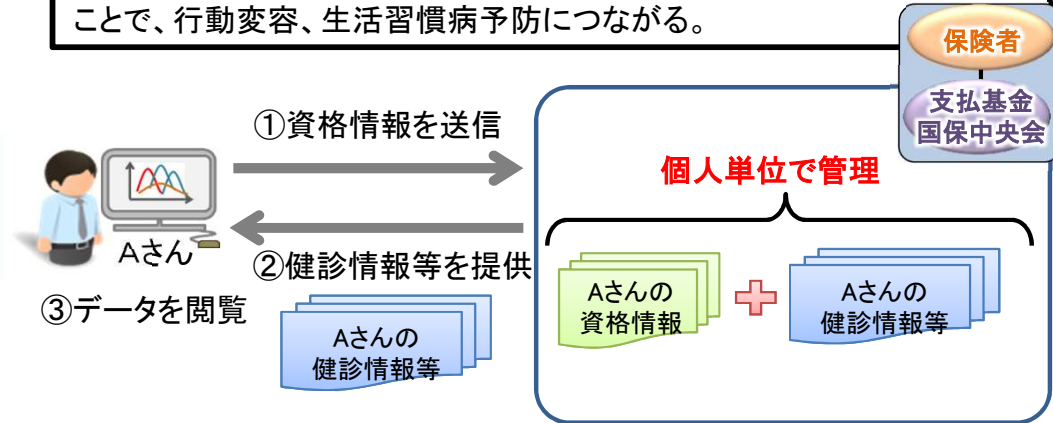 ことで、行動変容、生活習慣病予防につながる。
保険者
支払基金
国保中央会
①資格情報を送信
個人単位で管理
Aさん
②健診情報等を提供
③データを閲覧
Aさんの
健診情報等
Aさんの
資格情報
Aさんの
健診情報等